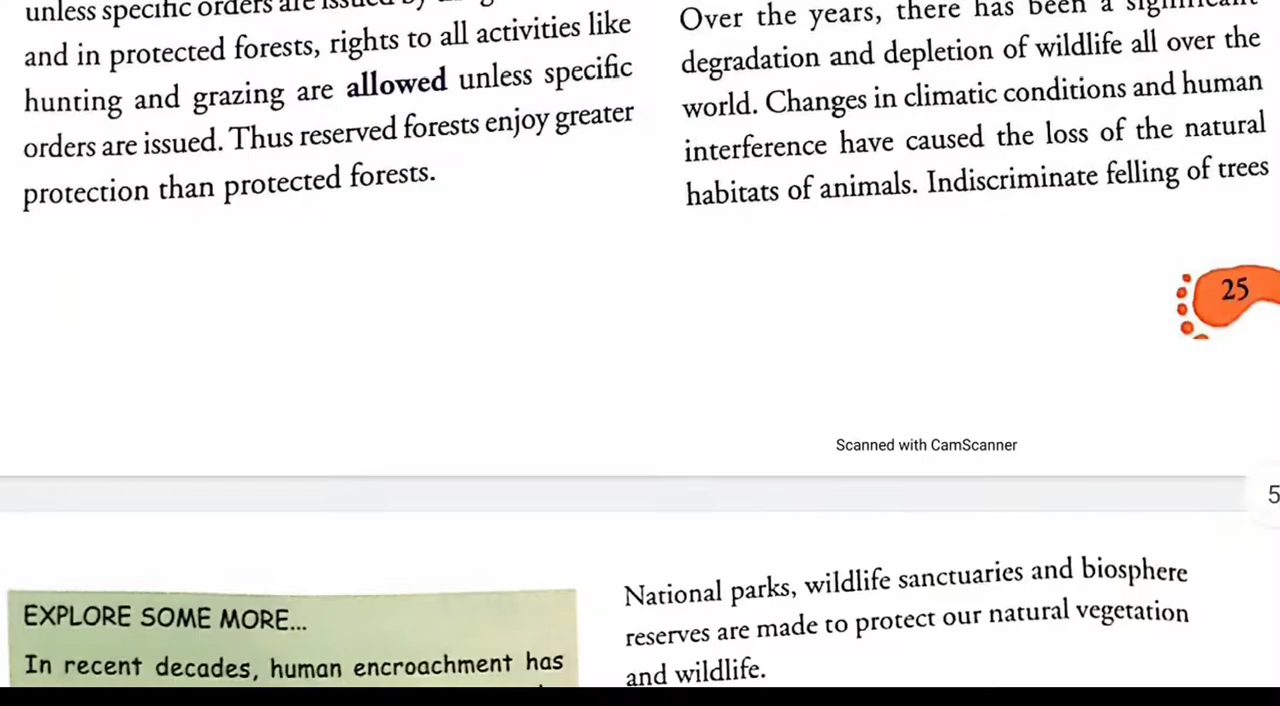 unless specific orders are
and in protected forests, rights to all activities like
hunting and grazing are allowed unless specific
orders are issued. Thus reserved forests enjoy greater
protection than protected forests.
Over the years, there has been a significant
degradation and depletion of wildlife all over the
world. Changes in climatic conditions and human
interference have caused the loss of the natural
habitats of animals. Indiscriminate felling of trees
25
Scanned with CamScanner
5
EXPLORE SOME MORE...
In recent decades, human encroachment has
National parks, wildlife sanctuaries and biosphere
reserves are made to protect our natural vegetation
and wildlife.